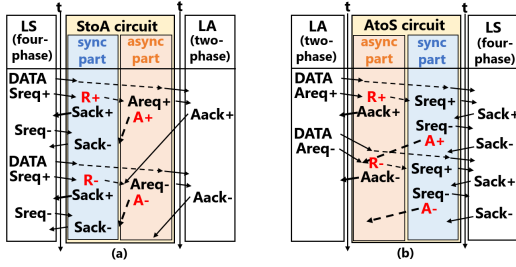 t
t
LS
(four-
phase)
StoA circuit
sync
part
async
part
LA
(two-
phase)
DATA
Sreq+
R+
Areq+
Sack+
A+
Aack+
Sreq-
Sack-
DATA
Sreq+
R-
Areq-
Sack+
A-
Aack-
Sreq-
Sack-
(a)
t
t
LA
(two-
phase)
AtoS circuit
async
part
sync
part
LS
(four-
phase)
DATA
Areq+
R+
Sreq+
Aack+
Sack+
Sreq-
DATA
A+
Sack-
Areq-
R-
Sreq+
Aack-
Sack+
Sreq-
A-
Sack-
(b)